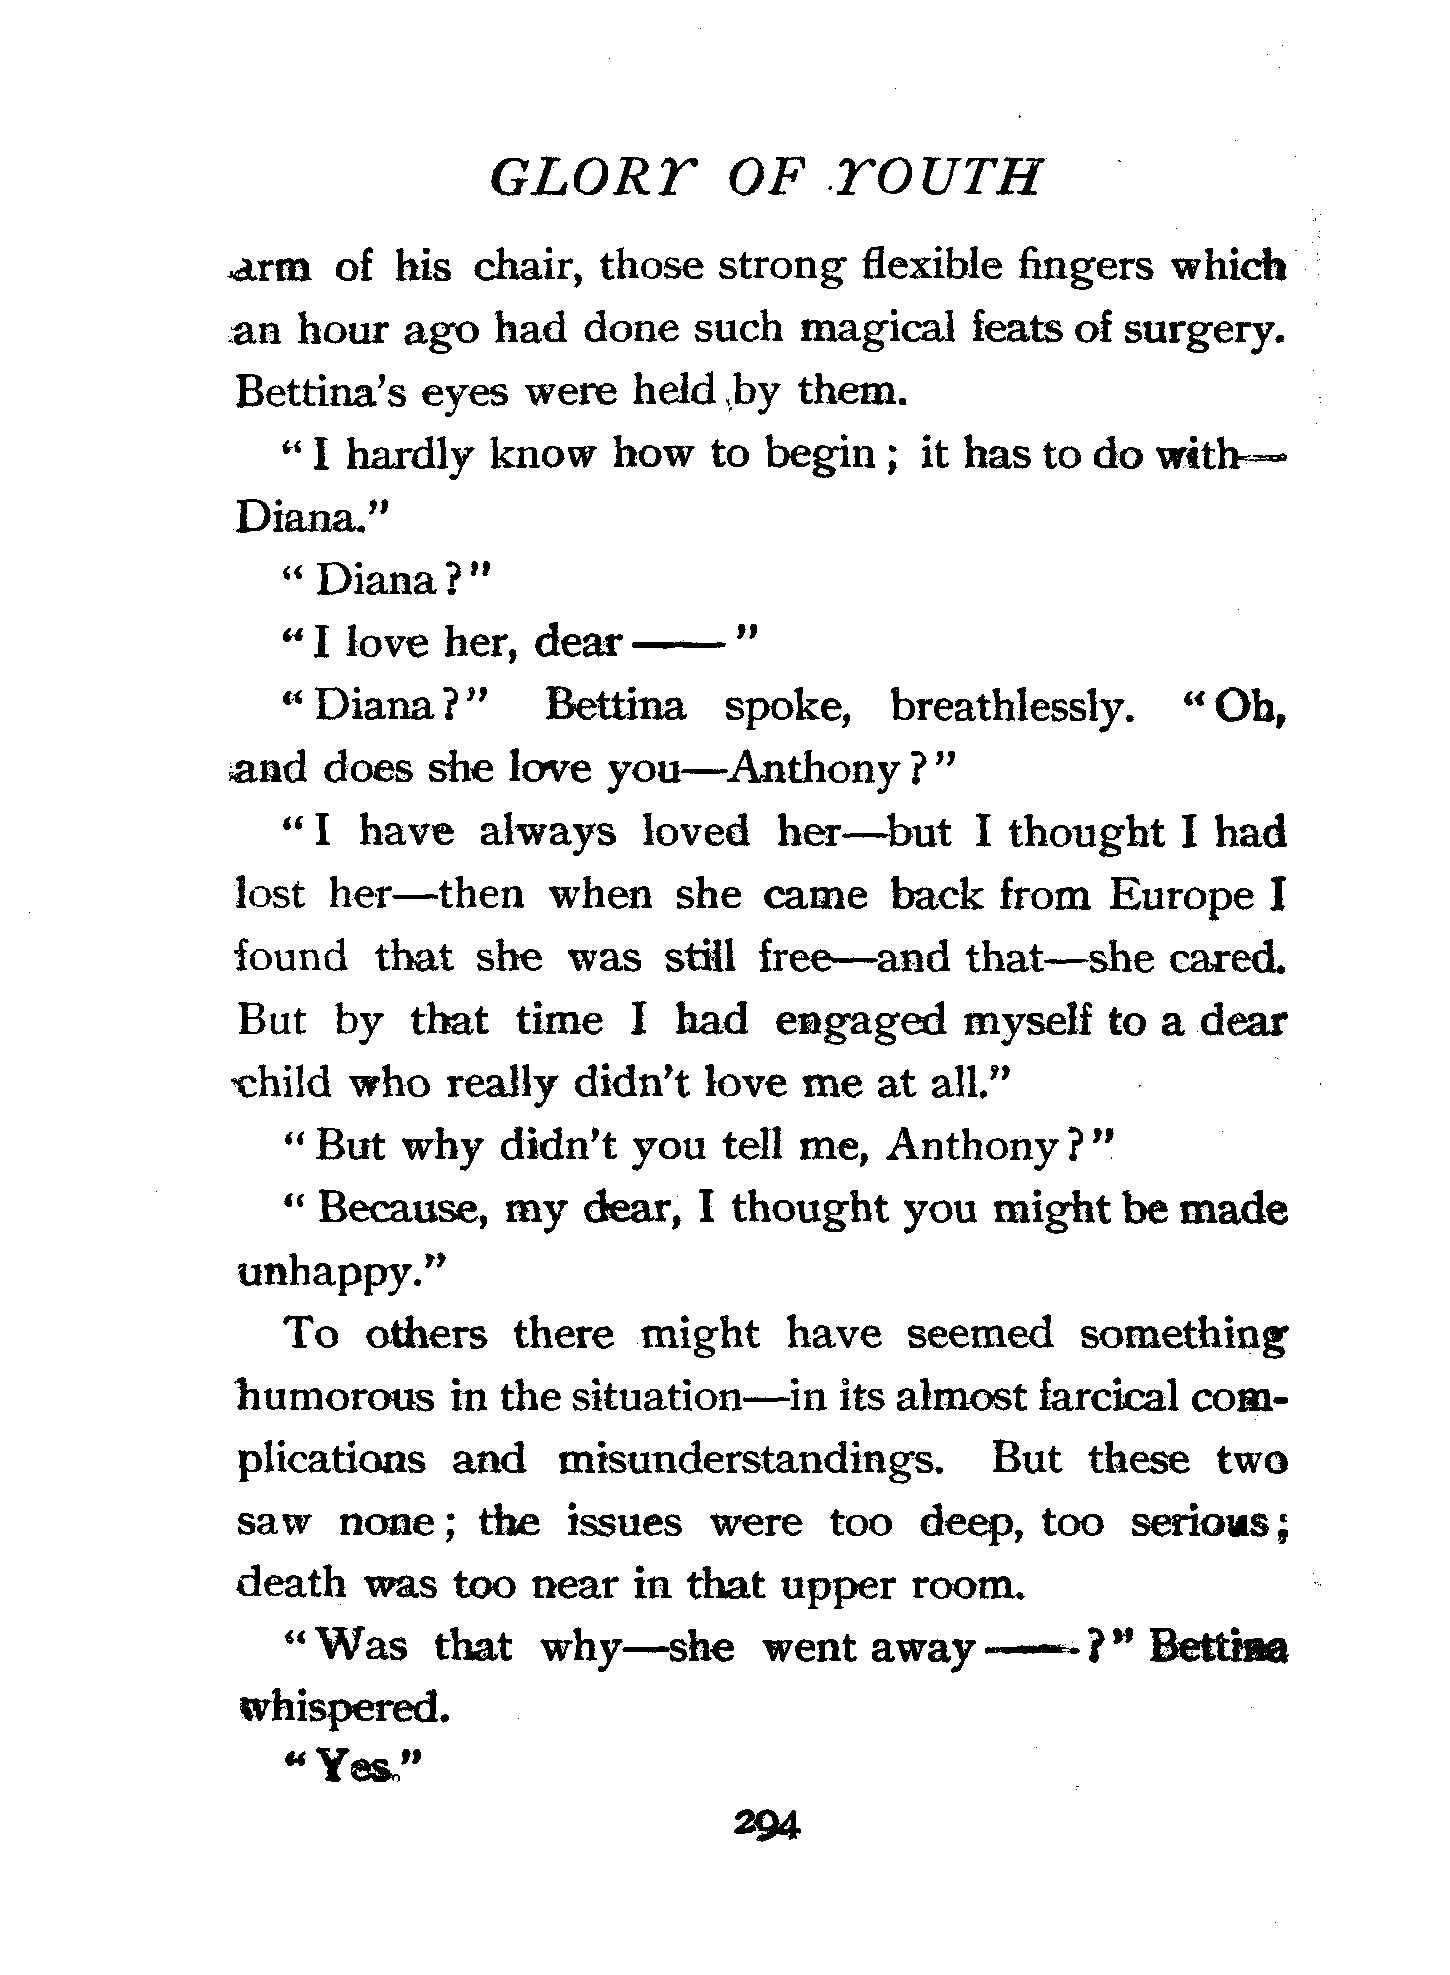 GLORY OF YOUTH
arm of his chair, those strong flexible fingers which
an hour ago had done such magical feats of surgery.
Bettina's eyes were held by them.
"I hardly know how to begin; it has to do with—
Diana."
"Diana?"
"I love her, dear——"
"Diana?" Bettina spoke, breathlessly. "Oh,
and does she love you—Anthony?"
"I have always loved her—but I thought I had
lost her—then when she came back from Europe I
found that she was still free—and that—she cared.
But by that time I had engaged myself to a dear
child who really didn't love me at all."
"But why didn't you tell me, Anthony?"
"Because, my dear, I thought you might be made
unhappy."
To others there might have seemed something
humorous in the situation—in its almost farcical com-
plications and misunderstandings. But these two
saw none; the issues were too deep, too serious;
death was too near in that upper room.
"Was that why—she went away——?" Bettina
whispered.
"Yes."
294